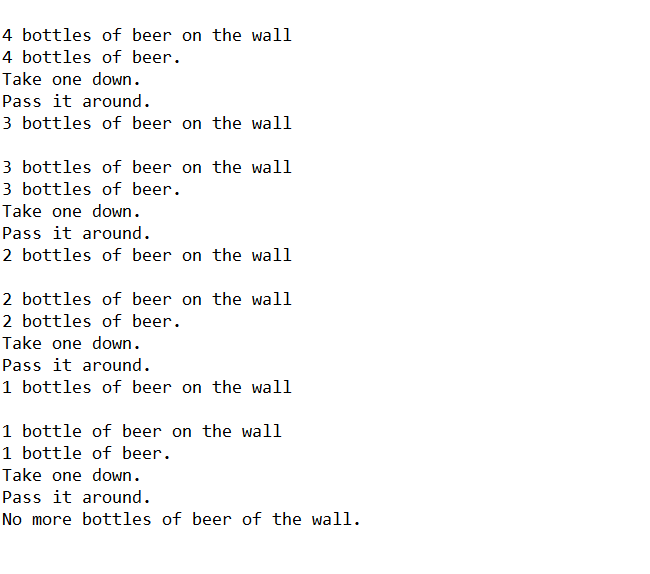 4 bottles of beer on the wall
4 bottles of beer.
Take one down.
Pass it around.
3 bottles of beer on the wall

3 bottles of beer on the wall
3 bottles of beer.
Take one down.
Pass it around.
2 bottles of beer on the wall

2 bottles of beer on the wall
2 bottles of beer.
Take one down.
Pass it around.
1 bottles of beer on the wall

1 bottle of beer on the wall
1 bottle of beer.
Take one down.
Pass it around.
No more bottles of beer of the wall.